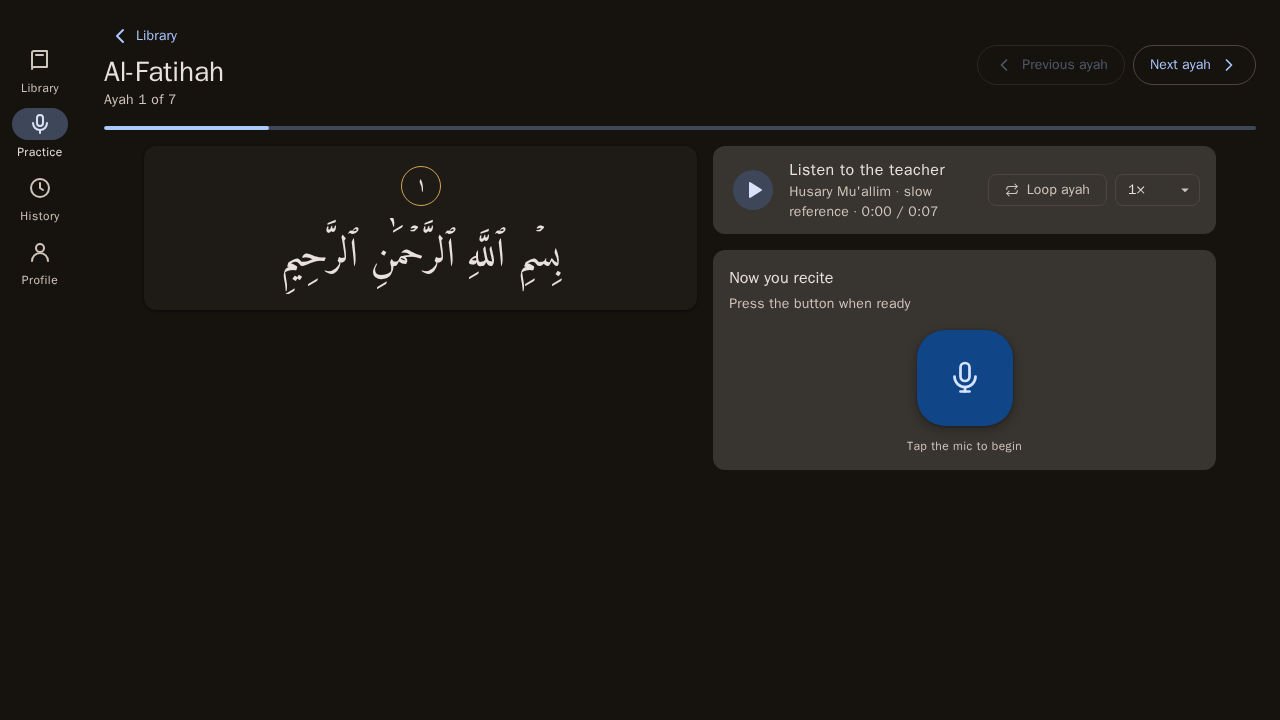 Library
Practice
History
Profile
Library
Al-Fatihah
Ayah 1 of 7
Previous ayah
Next ayah
١
بِسْمِ ٱللَّهِ ٱلرَّحْمَٰنِ ٱلرَّحِيمِ
Listen to the teacher
Husary Mu'allim · slow
reference · 0:00 / 0:07
Loop ayah
1×
Now you recite
Press the button when ready
Tap the mic to begin